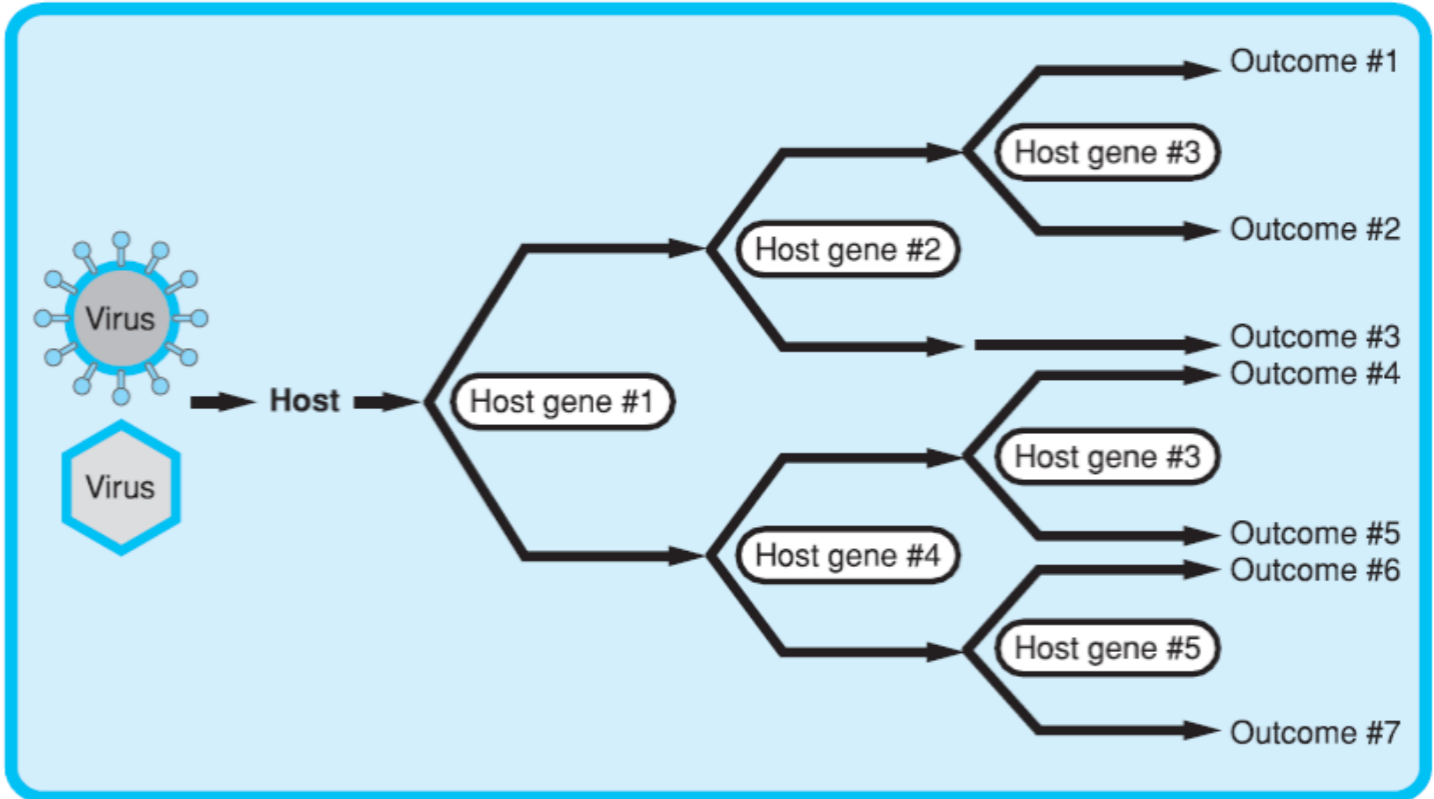 Outcome #1
Host gene #3
Outcome #2
Host gene #2
Virus
Outcome #3
Outcome #4
Host
Host gene #1
Host gene #3
Virus
Outcome #5
Host gene #4
Outcome #6
Host gene #5
Outcome #7